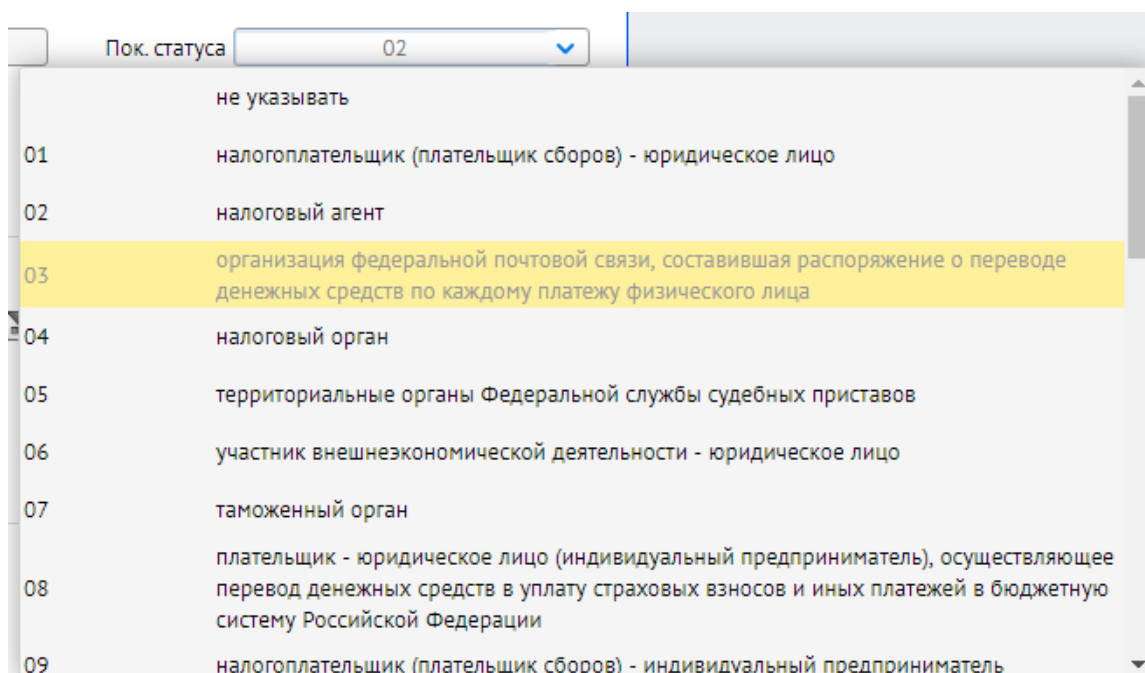 Пок. статуса 02
не указывать
01 налогоплательщик (плательщик сборов) - юридическое лицо
02 налоговый агент
03 организация федеральной почтовой связи, составившая распоряжение о переводе
денежных средств по каждому платежу физического лица
04 налоговый орган
05 территориальные органы Федеральной службы судебных приставов
06 участник внешнеэкономической деятельности - юридическое лицо
07 таможенный орган
плательщик - юридическое лицо (индивидуальный предприниматель), осуществляющее
08 перевод денежных средств в уплату страховых взносов и иных платежей в бюджетную
систему Российской Федерации
09 налогоплательщик (плательщик сборов) - индивидуальный предприниматель